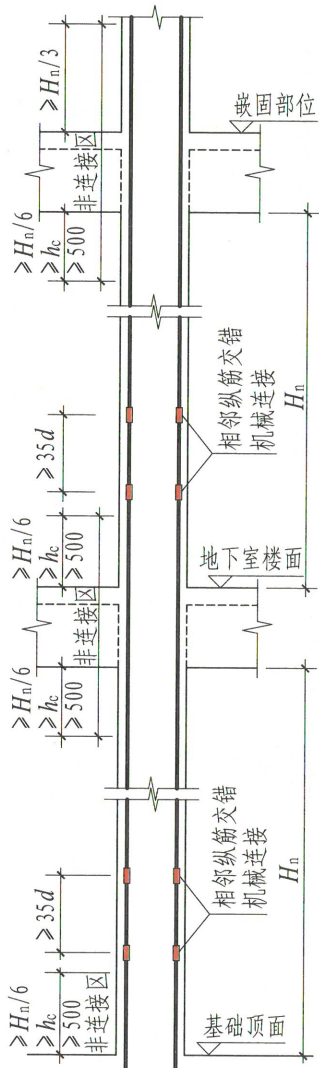 ≥Hn/3
嵌固部位
非连接区
≥Hn/6
≥hc
≥500
Hn
相邻纵筋交错
机械连接
≥35d
≥Hn/6
≥hc
≥500
地下室楼面
非连接区
≥Hn/6
≥hc
≥500
Hn
相邻纵筋交错
机械连接
≥35d
≥Hn/6
≥hc
≥500
非连接区
基础顶面